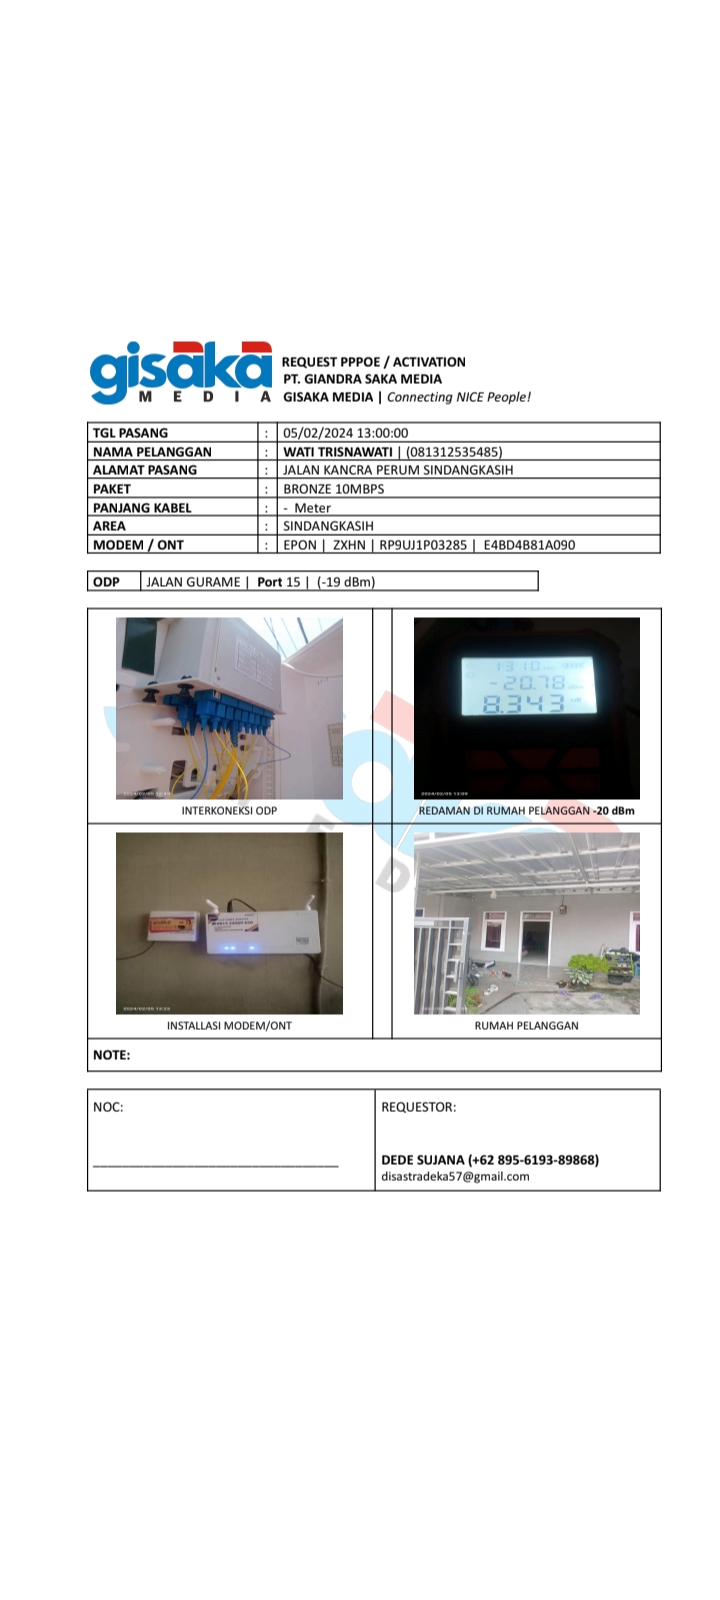 gisaka
MEDIA
REQUEST PPPOE / ACTIVATION
PT. GIANDRA SAKA MEDIA
GISAKA MEDIA | Connecting NICE People!
TGL PASANG : 05/02/2024 13:00:00
NAMA PELANGGAN : WATI TRISNAWATI | (081312535485)
ALAMAT PASANG : JALAN KANCRA PERUM SINDANGKASIH
PAKET : BRONZE 10MBPS
PANJANG KABEL : - Meter
AREA : SINDANGKASIH
MODEM / ONT : EPON | ZXHN | RP9UJ1P03285 | E4BD4B81A090
ODP JALAN GURAME | Port 15 | (-19 dBm)
1310
-20.78
8.343
INTERKONEKSI ODP
REDAMAN DI RUMAH PELANGGAN -20 dBm
INSTALLASI MODEM/ONT
RUMAH PELANGGAN
NOTE:
NOC:
REQUESTOR:
DEDE SUJANA (+62 895-6193-89868)
disastradeka57@gmail.com